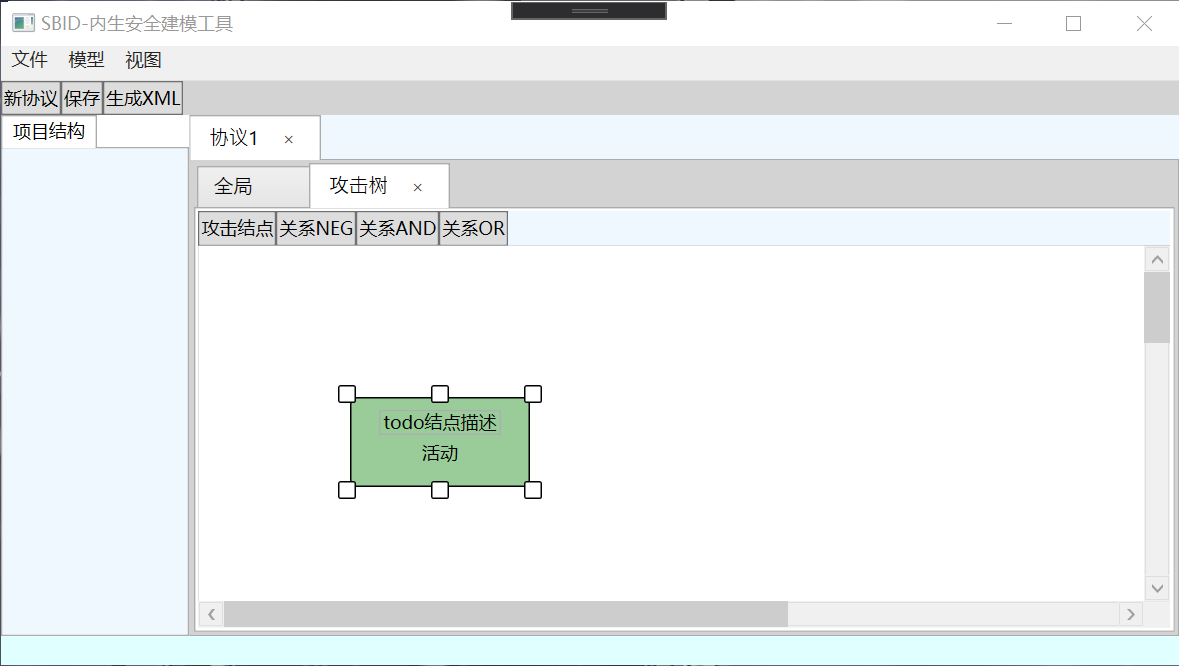 SBID-内生安全建模工具
文件 模型 视图
新协议 保存 生成XML
项目结构
协议1 ×
全局 攻击树 ×
攻击结点 关系NEG 关系AND 关系OR
todo结点描述
活动